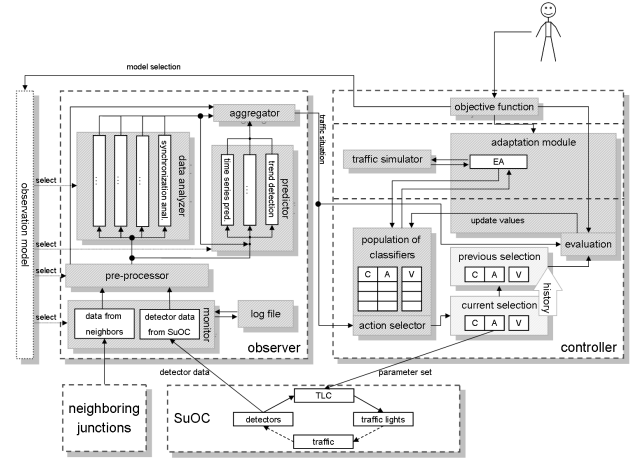 model selection
objective function
adaptation module
EA
traffic simulator
aggregator
traffic situation
data analyzer
...
...
...
synchronization anal.
predictor
time series pred.
...
trend detection
observation model
select
select
select
select
pre-processor
monitor
data from
neighbors
detector data
from SuOC
log file
observer
update values
evaluation
population of
classifiers
C A V
action selector
previous selection
C A V
history
current selection
C A V
controller
detector data
parameter set
neighboring
junctions
SuOC
TLC
detectors
traffic lights
traffic